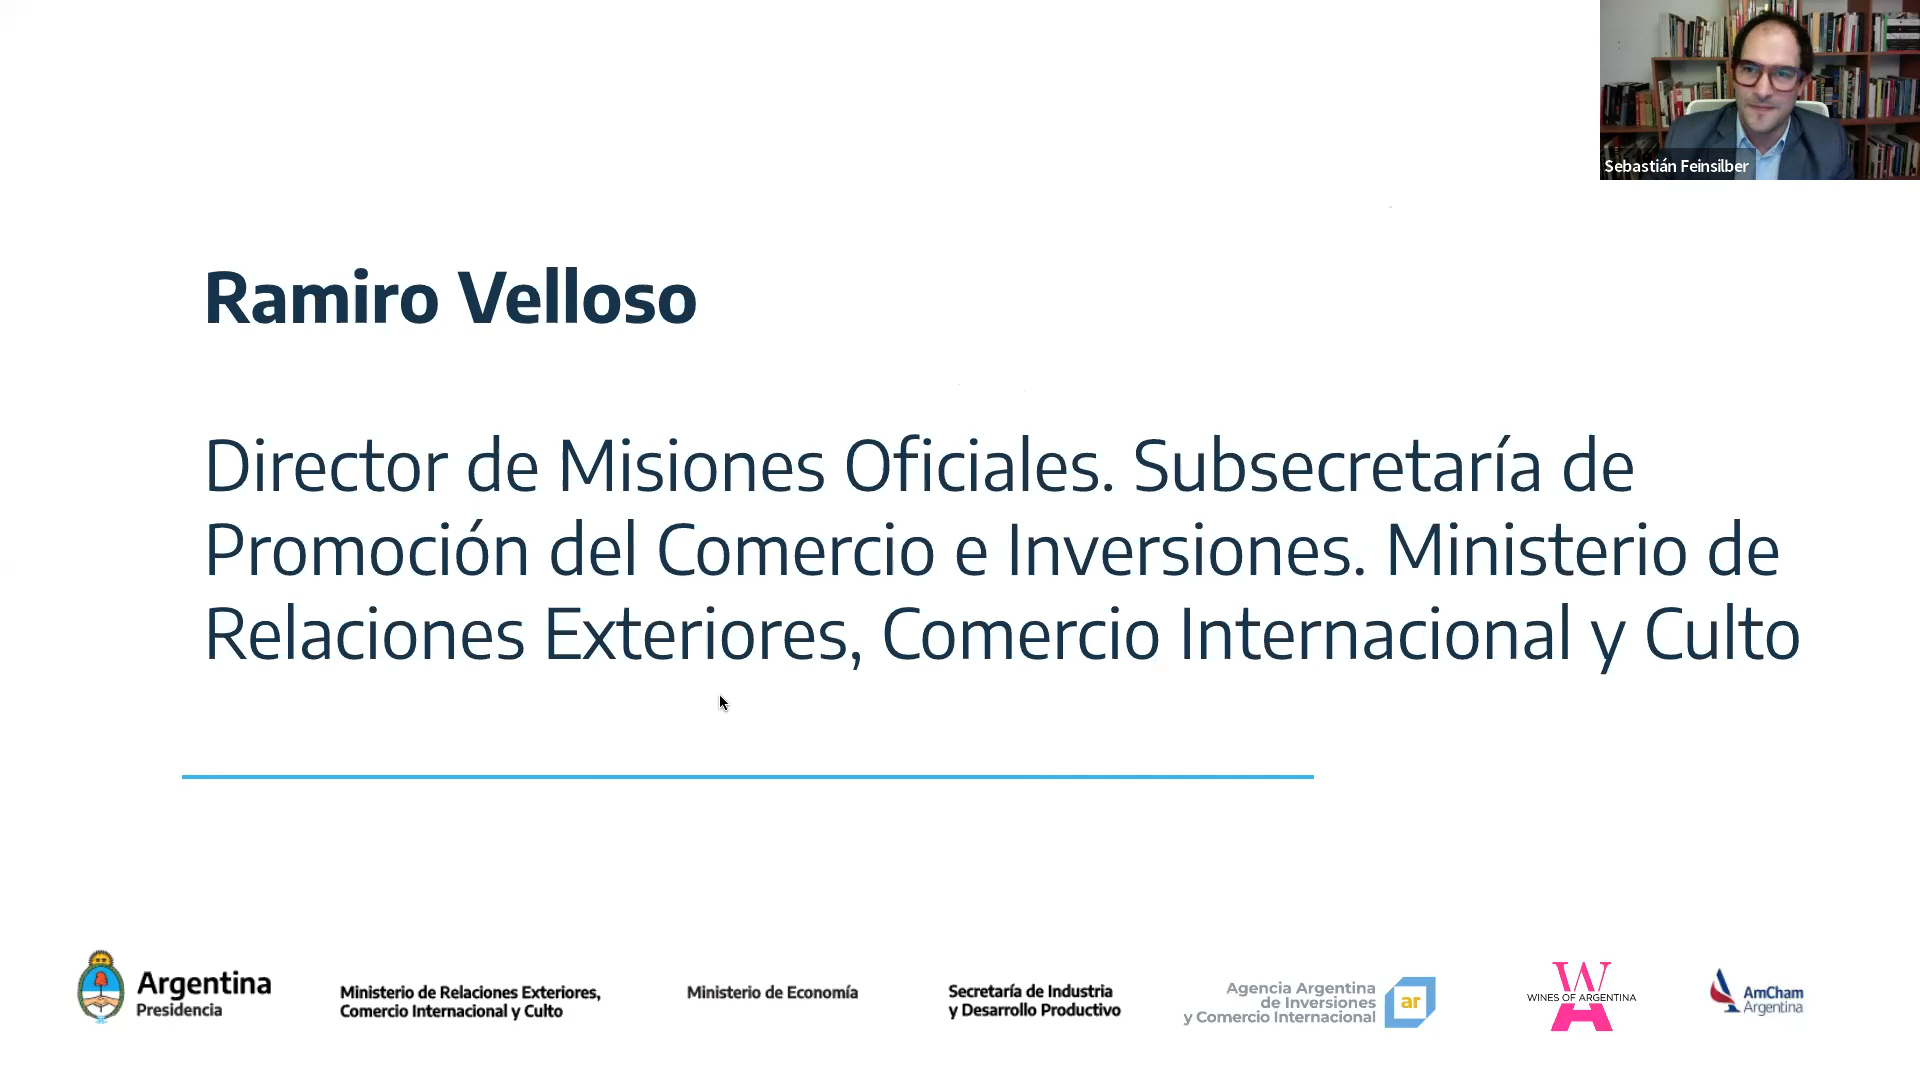 Sebastián Feinsilber
Ramiro Velloso
Director de Misiones Oficiales. Subsecretaría de
Promoción del Comercio e Inversiones. Ministerio de
Relaciones Exteriores, Comercio Internacional y Culto
Argentina
Presidencia
Ministerio de Relaciones Exteriores,
Comercio Internacional y Culto
Ministerio de Economía
Secretaría de Industria
y Desarrollo Productivo
Agencia Argentina
de Inversiones
y Comercio Internacional
ar
W
WINES OF ARGENTINA
A
AmCham
Argentina